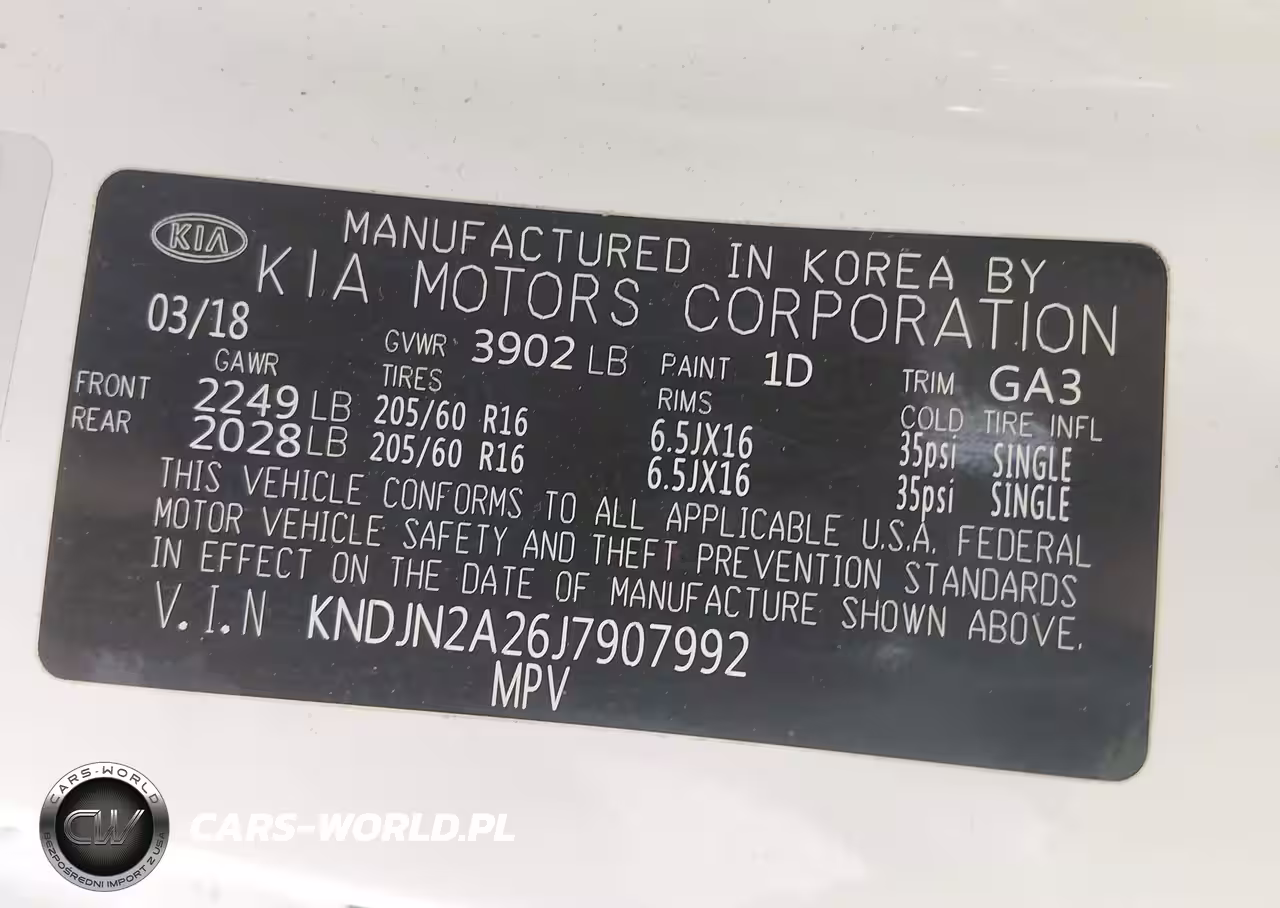 KIA
MANUFACTURED IN KOREA BY
KIA MOTORS CORPORATION
03/18 GVWR 3902 LB PAINT 1D TRIM GA3
GAWR TIRES RIMS COLD TIRE INFL
FRONT 2249 LB 205/60 R16 6.5JX16 35psi SINGLE
REAR 2028 LB 205/60 R16 6.5JX16 35psi SINGLE
THIS VEHICLE CONFORMS TO ALL APPLICABLE U.S.A. FEDERAL
MOTOR VEHICLE SAFETY AND THEFT PREVENTION STANDARDS
IN EFFECT ON THE DATE OF MANUFACTURE SHOWN ABOVE.
V.I.N KNDJN2A26J7907992
MPV
CARS-WORLD
CW
BEZPOŚREDNI IMPORT Z USA
CARS-WORLD.PL